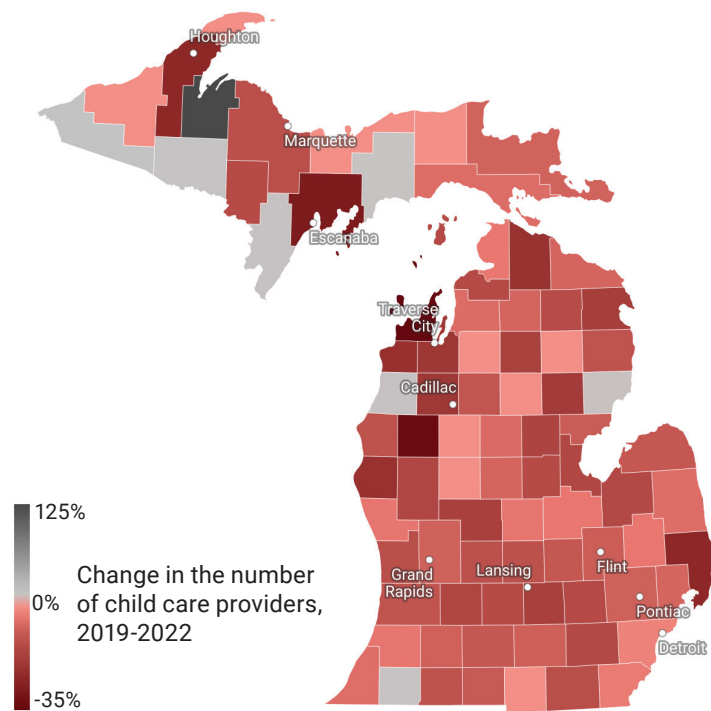 Houghton
Marquette
Escanaba
Traverse
City
Cadillac
125%
0%
-35%
Change in the number
of child care providers,
2019-2022
Grand
Rapids
Lansing
Flint
Pontiac
Detroit